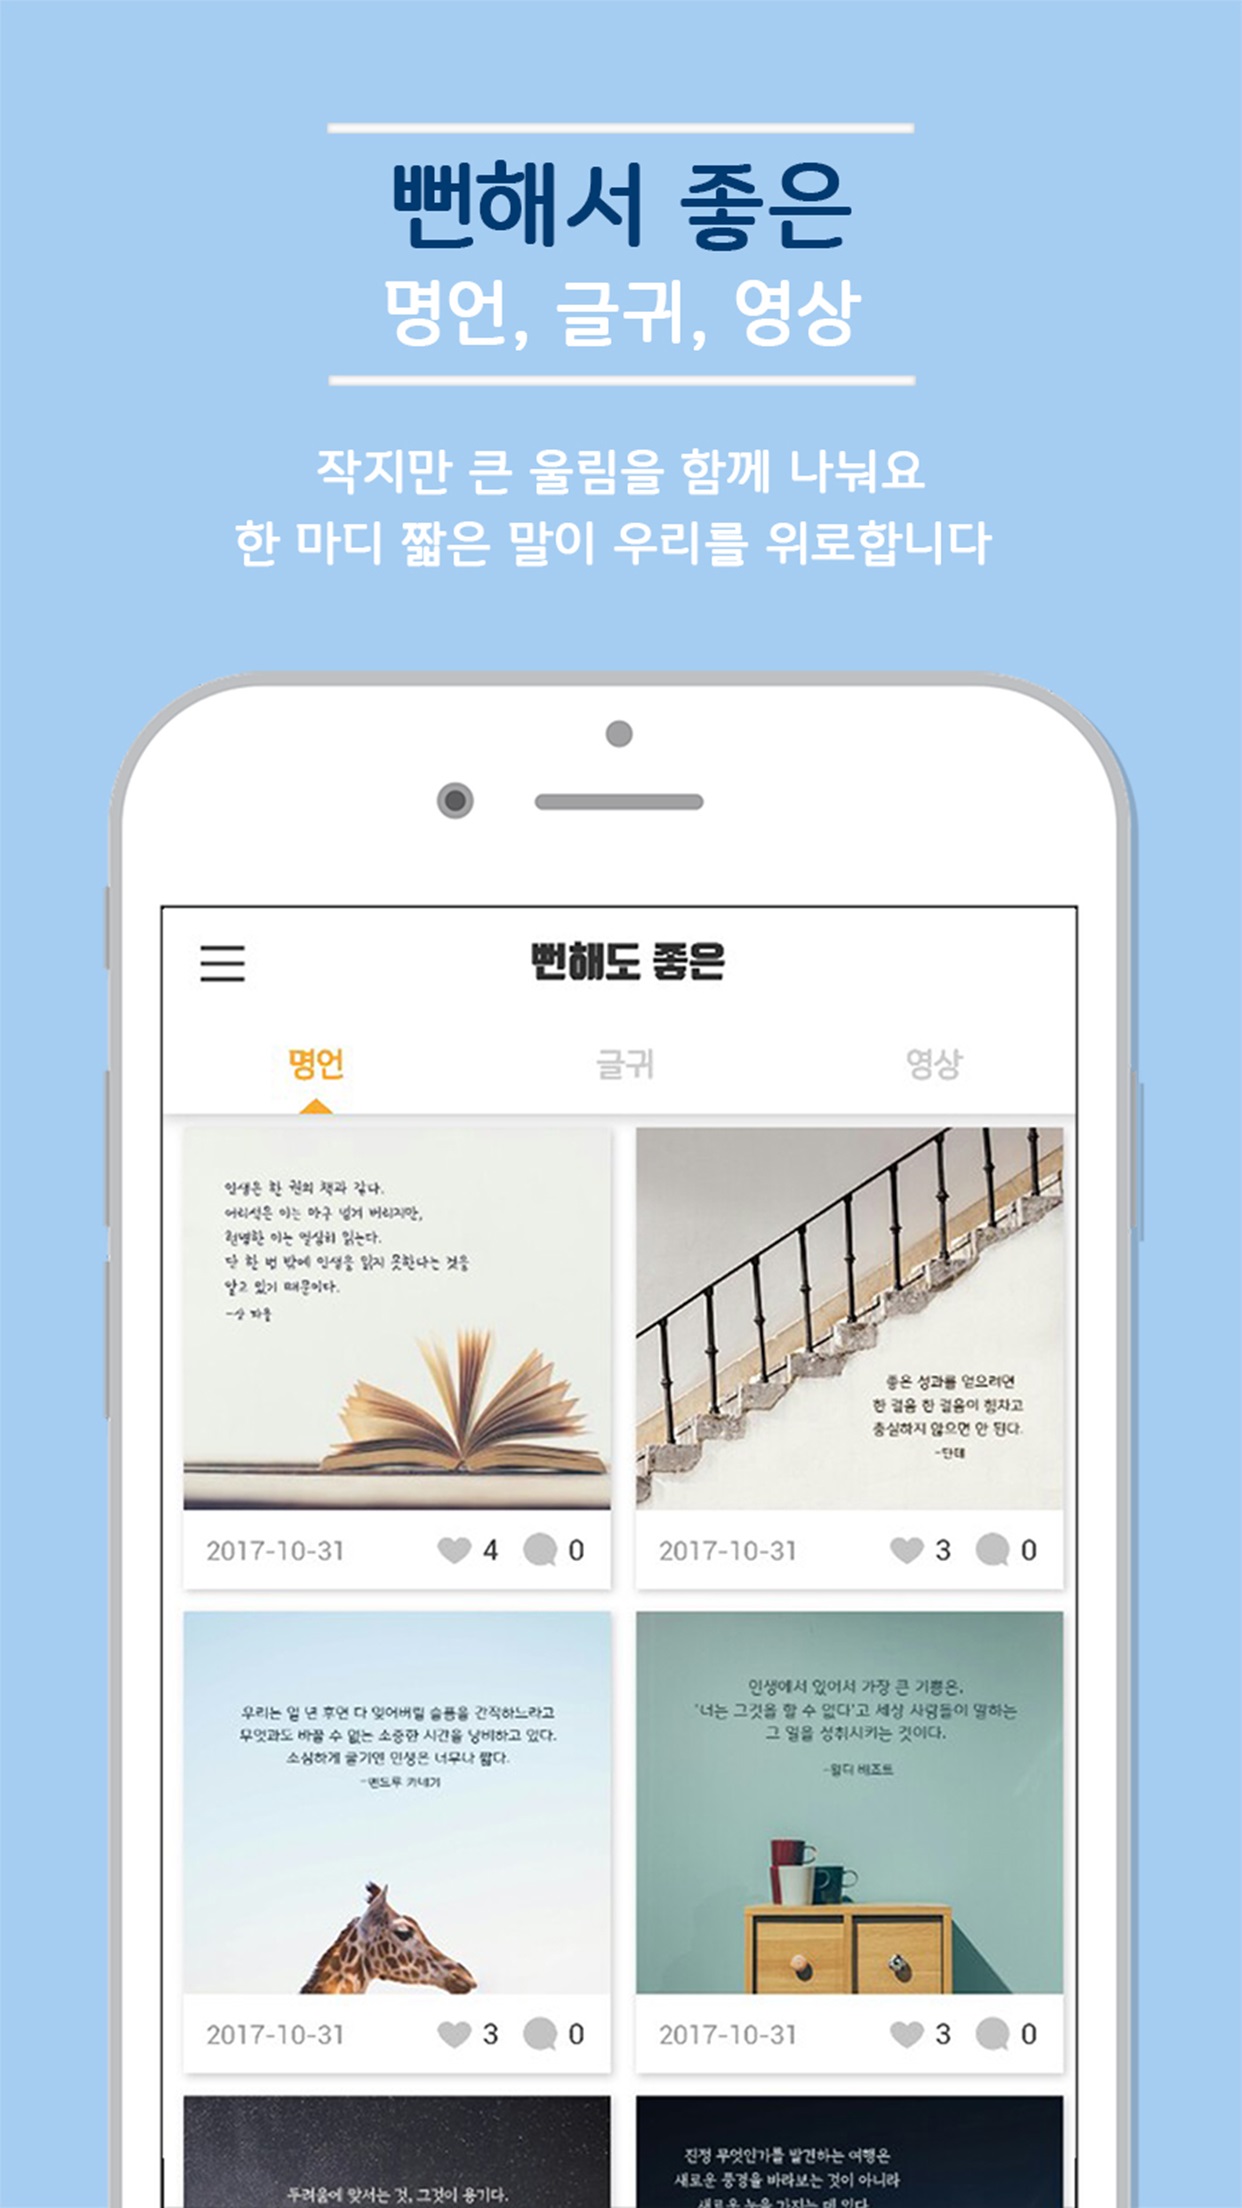 뻔해서 좋은
명언, 글귀, 영상
작지만 큰 울림을 함께 나눠요
한 마디 짧은 말이 우리를 위로합니다
뻔해도 좋은
명언 글귀 영상
인생은 한 권의 책과 같다.
어리석은 이는 마구 넘겨 버리지만,
현명한 이는 열심히 읽는다.
단 한 번 밖에 인생을 읽지 못한다는 것을
알고 있기 때문이다.
-상 파울
좋은 성과를 얻으려면
한 걸음 한 걸음이 힘차고
충실하지 않으면 안 된다.
-단테
2017-10-31 4 0
2017-10-31 3 0
우리는 일 년 후면 다 잊어버릴 슬픔을 간직하느라고
무엇과도 바꿀 수 없는 소중한 시간을 낭비하고 있다.
소심하게 굴기엔 인생은 너무나 짧다.
-앤드류 카네기
인생에서 있어서 가장 큰 기쁨은,
'너는 그것을 할 수 없다'고 세상 사람들이 말하는
그 일을 성취시키는 것이다.
-월터 배조트
2017-10-31 3 0
2017-10-31 3 0
두려움에 맞서는 것, 그것이 용기다.
진정 무엇인가를 발견하는 여행은
새로운 풍경을 바라보는 것이 아니라
새로운 눈을 가지는 데 있다.